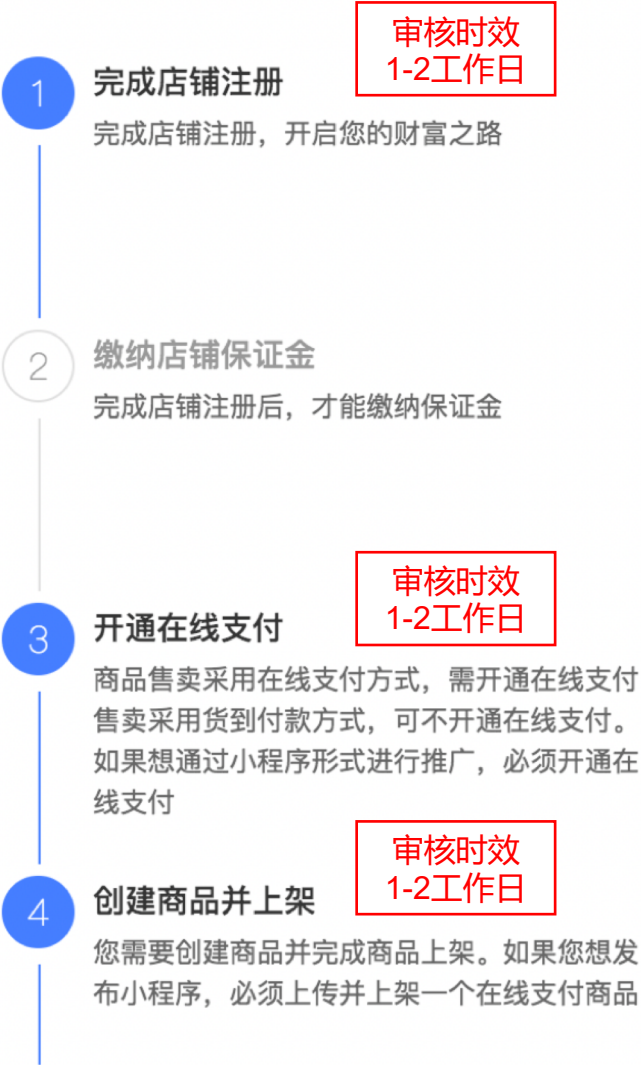 审核时效
1-2工作日
1
完成店铺注册
完成店铺注册，开启您的财富之路
2
缴纳店铺保证金
完成店铺注册后，才能缴纳保证金
审核时效
1-2工作日
3
开通在线支付
商品售卖采用在线支付方式，需开通在线支付
售卖采用货到付款方式，可不开通在线支付。
如果想通过小程序形式进行推广，必须开通在
线支付
审核时效
1-2工作日
4
创建商品并上架
您需要创建商品并完成商品上架。如果您想发
布小程序，必须上传并上架一个在线支付商品